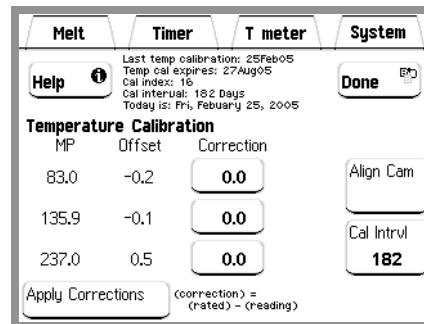 Melt
Timer
T meter
System
Help
Last temp calibration: 25Feb05
Temp cal expires: 27Aug05
Cal index: 16
Cal interval: 182 Days
Today is: Fri, Febuary 25, 2005
Done
Temperature Calibration
MP Offset Correction
83.0 -0.2 0.0
Align Cam
135.9 -0.1 0.0
Cal Intrvl
182
237.0 0.5 0.0
Apply Corrections
(correction) =
(rated) - (reading)